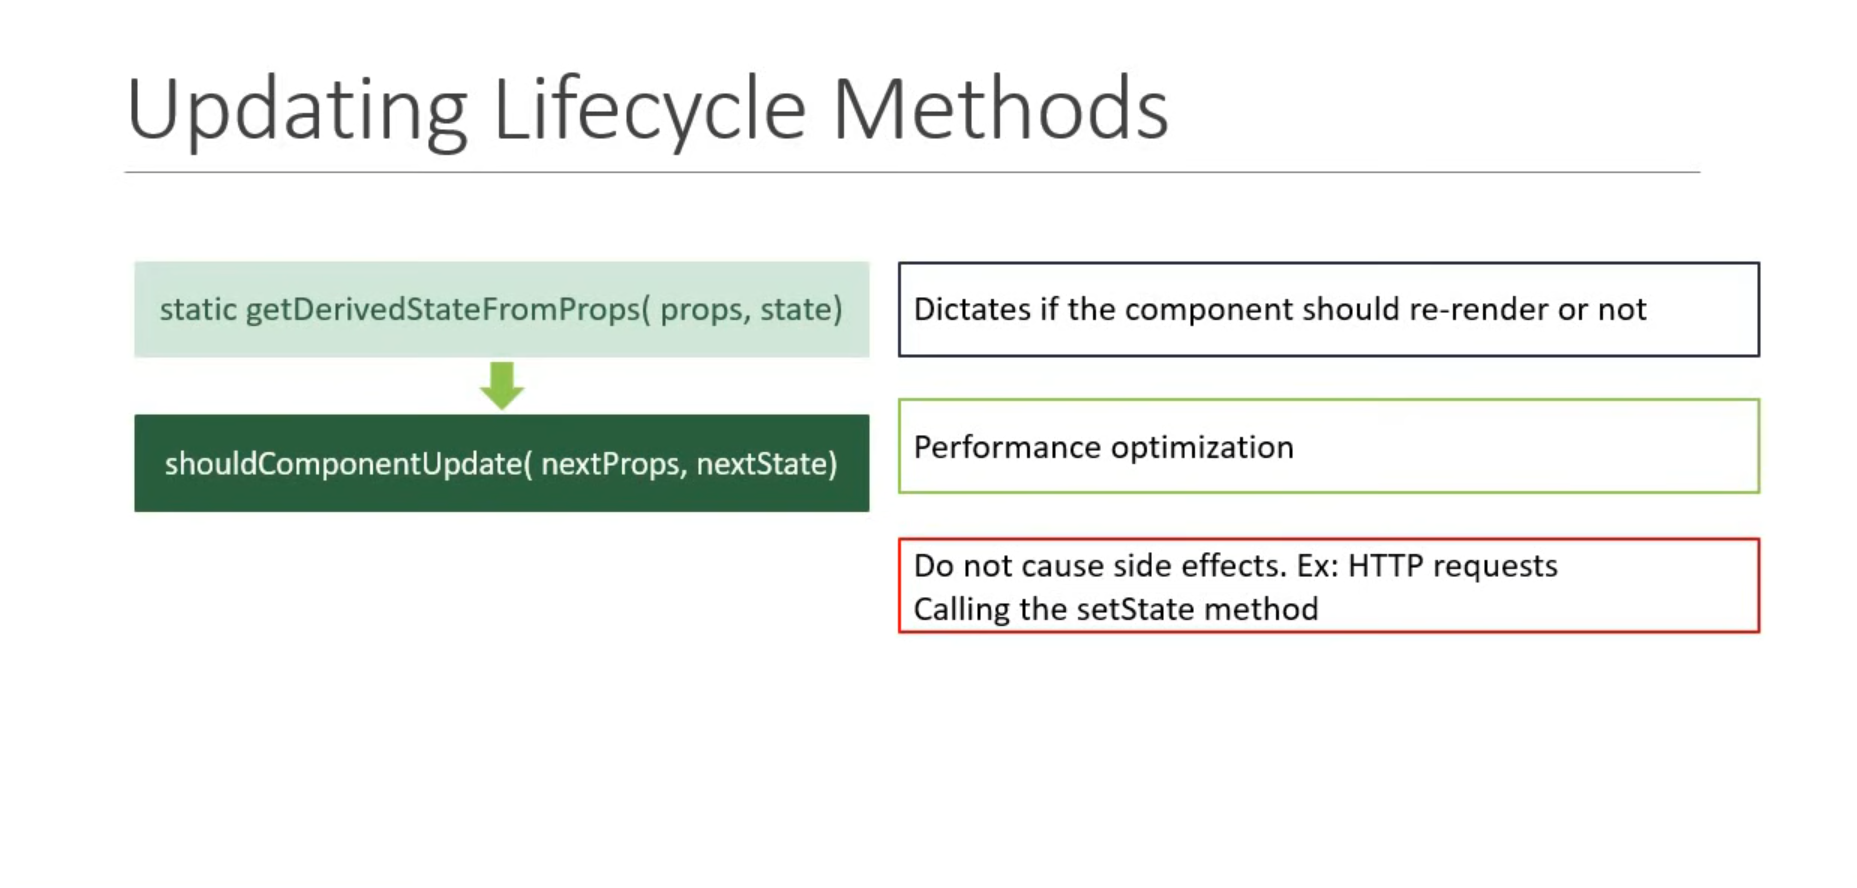 Updating Lifecycle Methods
static getDerivedStateFromProps( props, state)
Dictates if the component should re-render or not
shouldComponentUpdate( nextProps, nextState)
Performance optimization
Do not cause side effects. Ex: HTTP requests
Calling the setState method